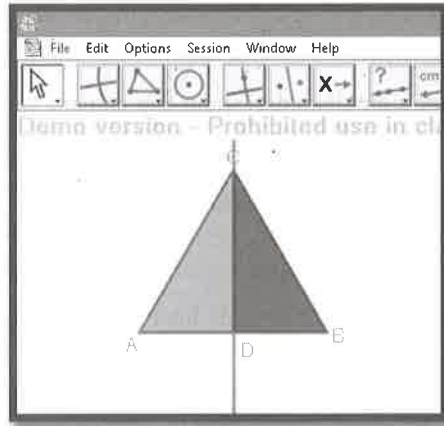 File Edit Options Session Window Help
X ? cm
Demo version - Prohibited use in cl
C
A D B